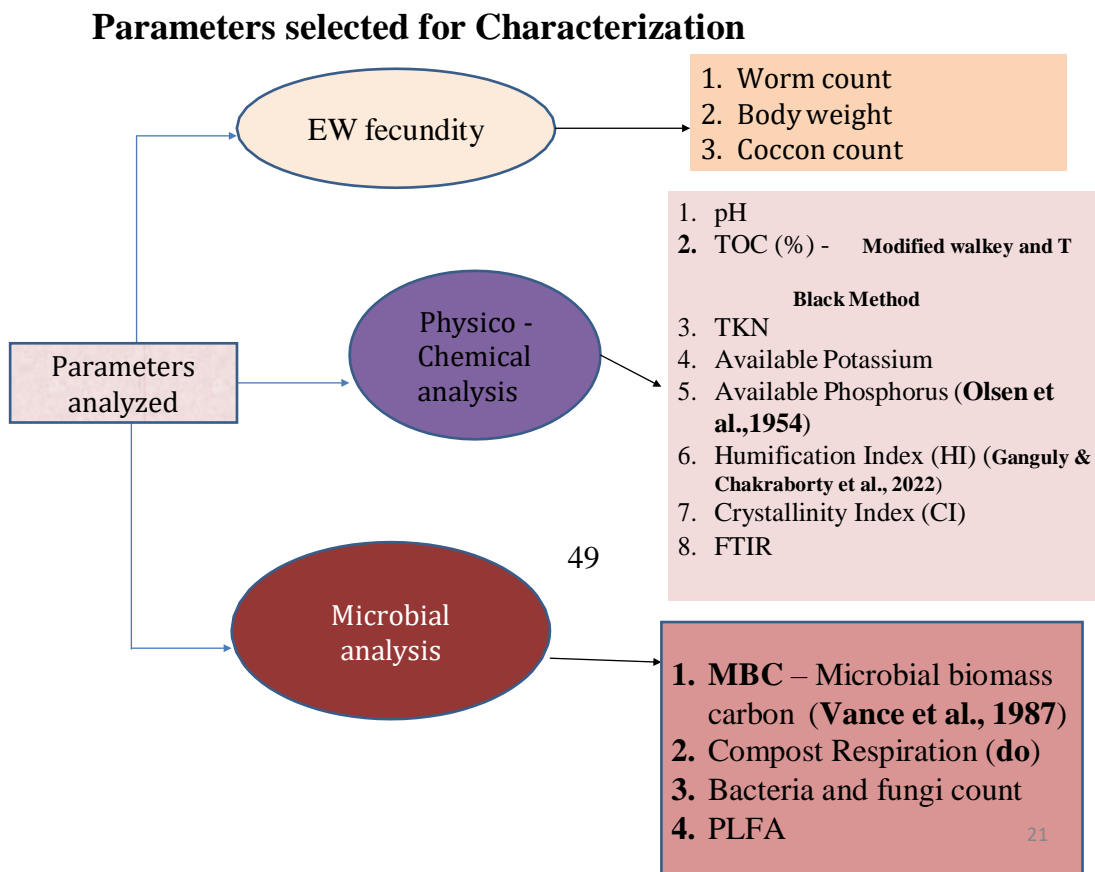 Parameters selected for Characterization
EW fecundity
1. Worm count
2. Body weight
3. Coccon count
Parameters
analyzed
Physico -
Chemical
analysis
1. pH
2. TOC (%) - Modified walkey and T
Black Method
3. TKN
4. Available Potassium
5. Available Phosphorus (Olsen et
al.,1954)
6. Humification Index (HI) (Ganguly &
Chakraborty et al., 2022)
7. Crystallinity Index (CI)
8. FTIR
49
Microbial
analysis
1. MBC – Microbial biomass
carbon (Vance et al., 1987)
2. Compost Respiration (do)
3. Bacteria and fungi count
4. PLFA
21